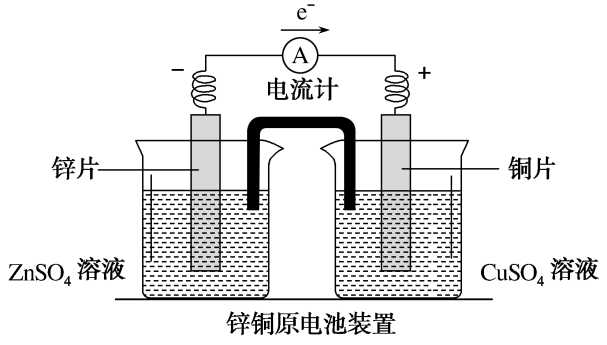 e⁻
− A +
电流计
锌片 铜片
ZnSO₄ 溶液 CuSO₄ 溶液
锌铜原电池装置